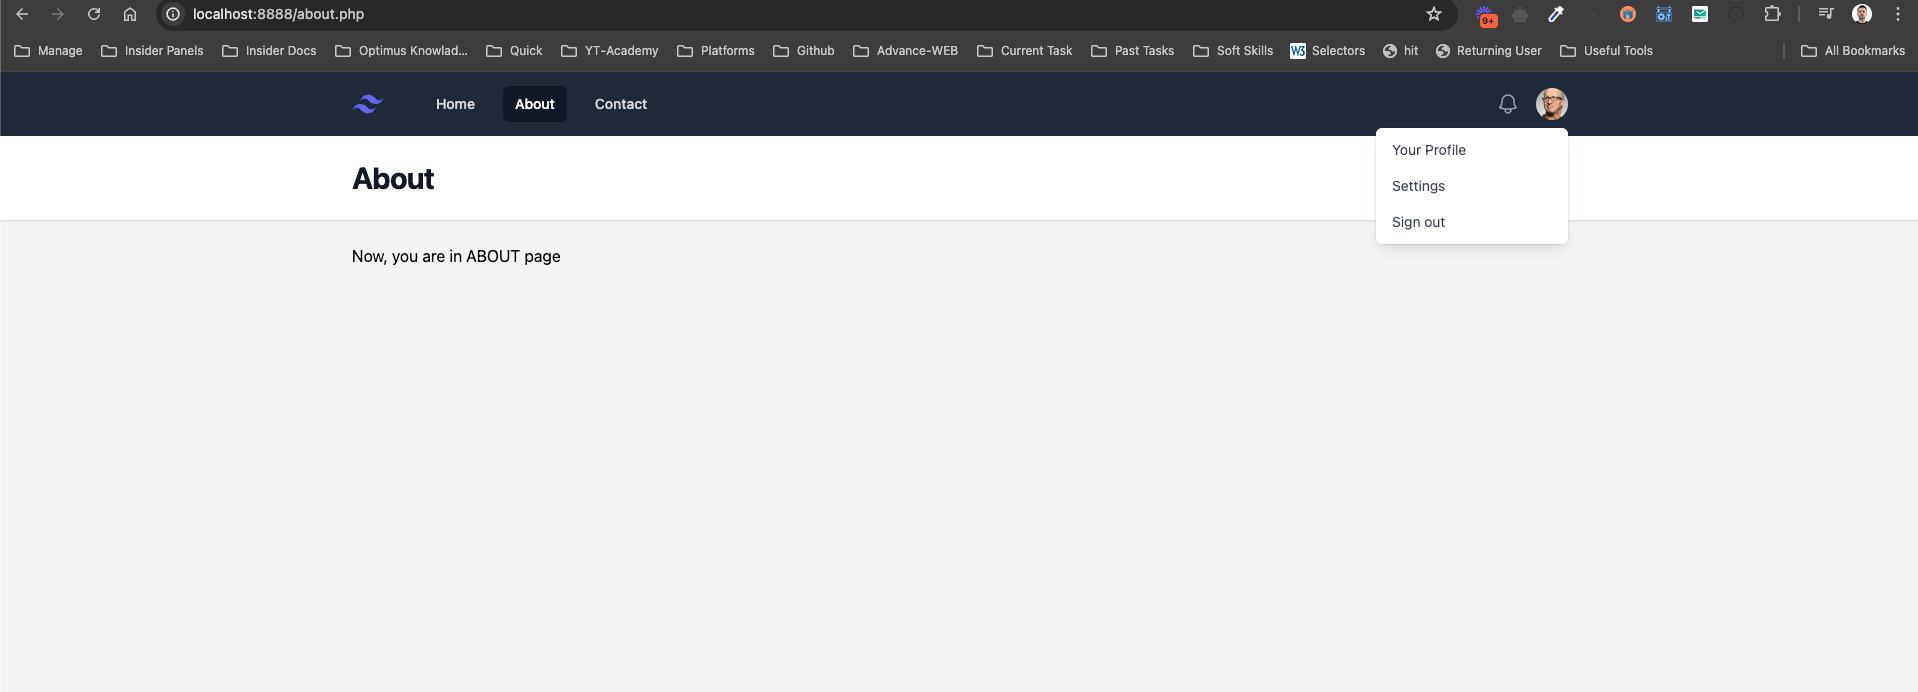 localhost:8888/about.php
9+
Manage Insider Panels Insider Docs Optimus Knowlad... Quick YT-Academy Platforms Github Advance-WEB Current Task Past Tasks Soft Skills W3 Selectors hit Returning User Useful Tools All Bookmarks
Home About Contact
Your Profile
About
Settings
Sign out
Now, you are in ABOUT page